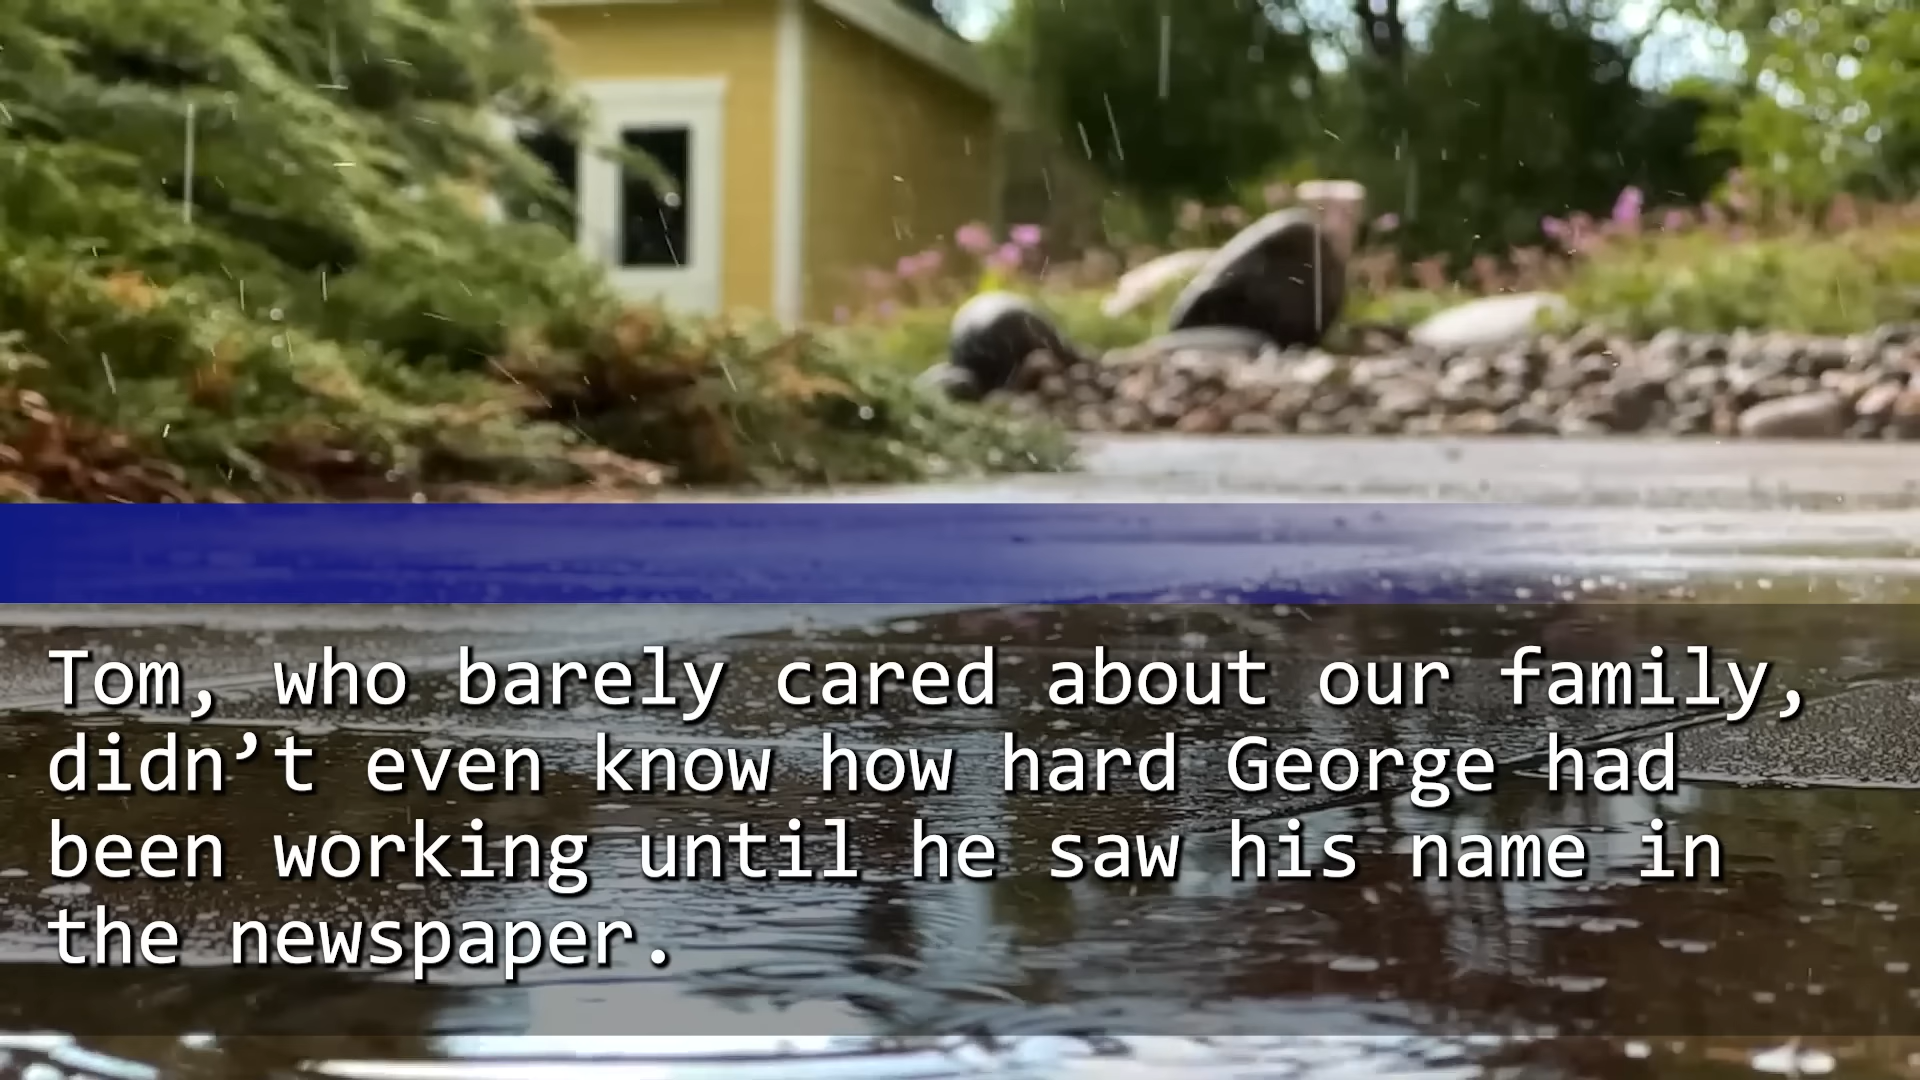 Tom, who barely cared about our family,
didn’t even know how hard George had
been working until he saw his name in
the newspaper.